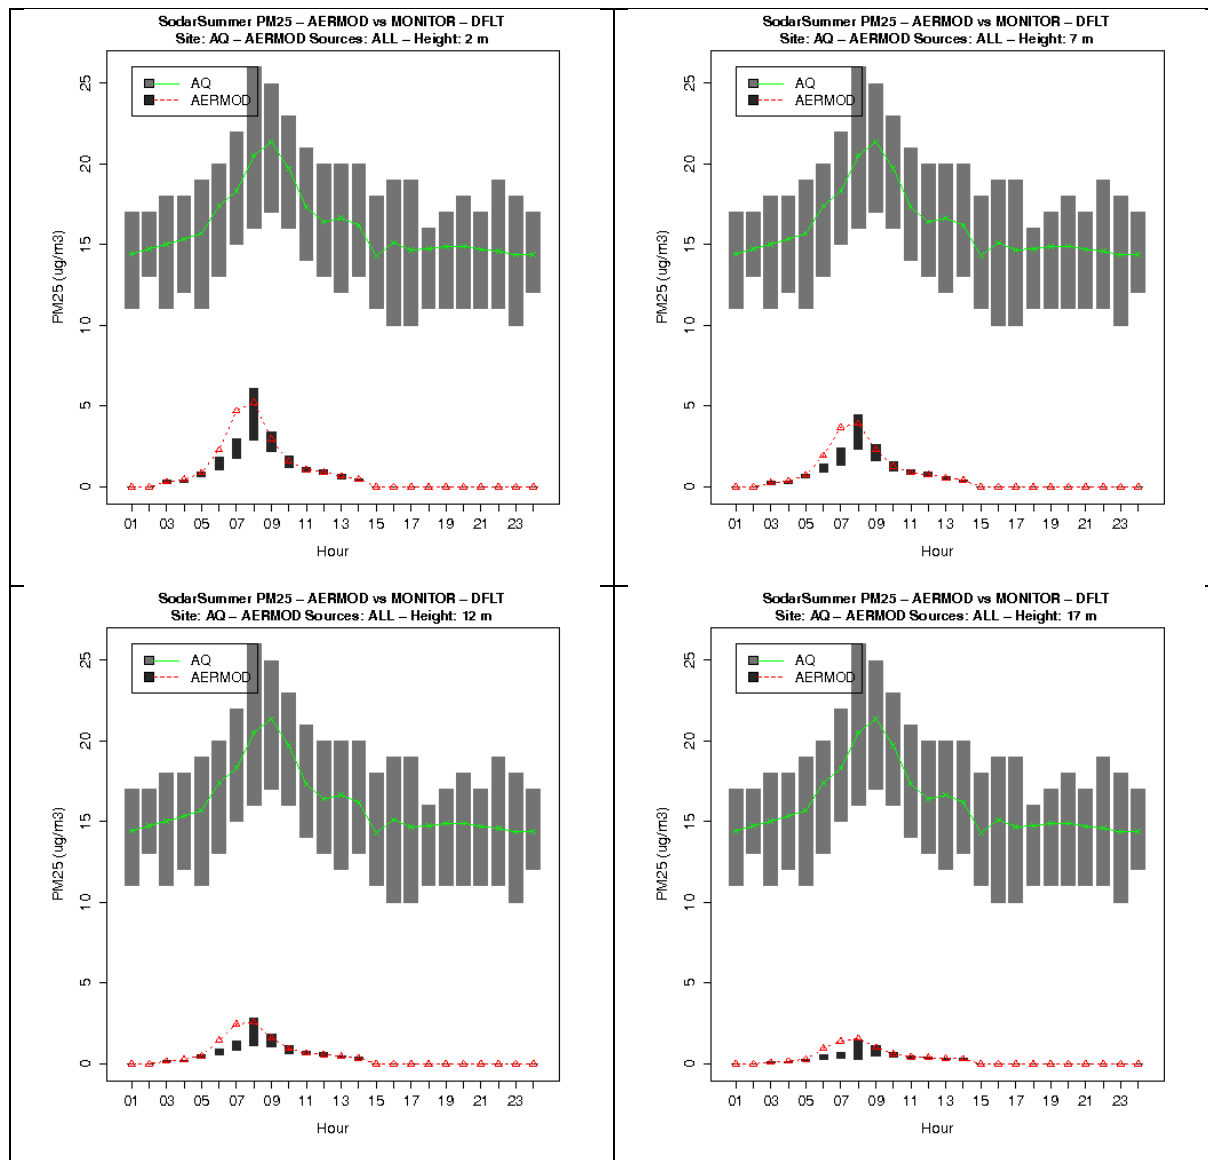 SodarSummer PM25 – AERMOD vs MONITOR – DFLT
Site: AQ – AERMOD Sources: ALL – Height: 2 m
AQ
AERMOD
PM25 (ug/m3)
25
20
15
10
5
0
01 03 05 07 09 11 13 15 17 19 21 23
Hour
SodarSummer PM25 – AERMOD vs MONITOR – DFLT
Site: AQ – AERMOD Sources: ALL – Height: 7 m
AQ
AERMOD
PM25 (ug/m3)
25
20
15
10
5
0
01 03 05 07 09 11 13 15 17 19 21 23
Hour
SodarSummer PM25 – AERMOD vs MONITOR – DFLT
Site: AQ – AERMOD Sources: ALL – Height: 12 m
AQ
AERMOD
PM25 (ug/m3)
25
20
15
10
5
0
01 03 05 07 09 11 13 15 17 19 21 23
Hour
SodarSummer PM25 – AERMOD vs MONITOR – DFLT
Site: AQ – AERMOD Sources: ALL – Height: 17 m
AQ
AERMOD
PM25 (ug/m3)
25
20
15
10
5
0
01 03 05 07 09 11 13 15 17 19 21 23
Hour